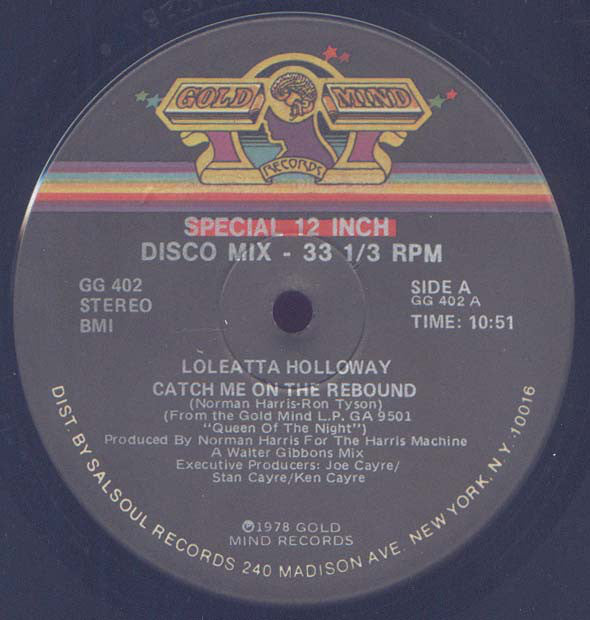 GOLD MIND
RECORDS
SPECIAL 12 INCH
DISCO MIX - 33 1/3 RPM
GG 402
STEREO
BMI
SIDE A
GG 402 A
TIME: 10:51
LOLEATTA HOLLOWAY
CATCH ME ON THE REBOUND
(Norman Harris-Ron Tyson)
(From the Gold Mind L.P. GA 9501
"Queen Of The Night")
Produced By Norman Harris For The Harris Machine
A Walter Gibbons Mix
Executive Producers: Joe Cayre/
Stan Cayre/Ken Cayre
℗1978 GOLD
MIND RECORDS
DIST. BY SALSOUL RECORDS 240 MADISON AVE. NEW YORK, N.Y. 10016